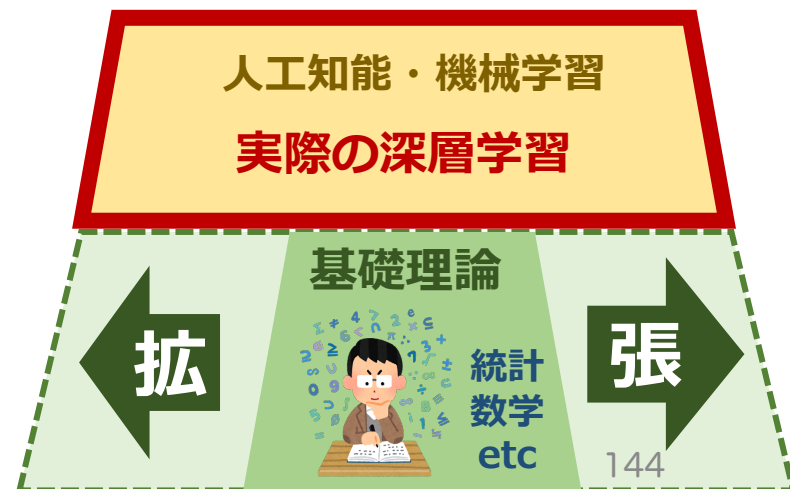 人工知能・機械学習
実際の深層学習
基礎理論
拡
張
統計
数学
etc
144